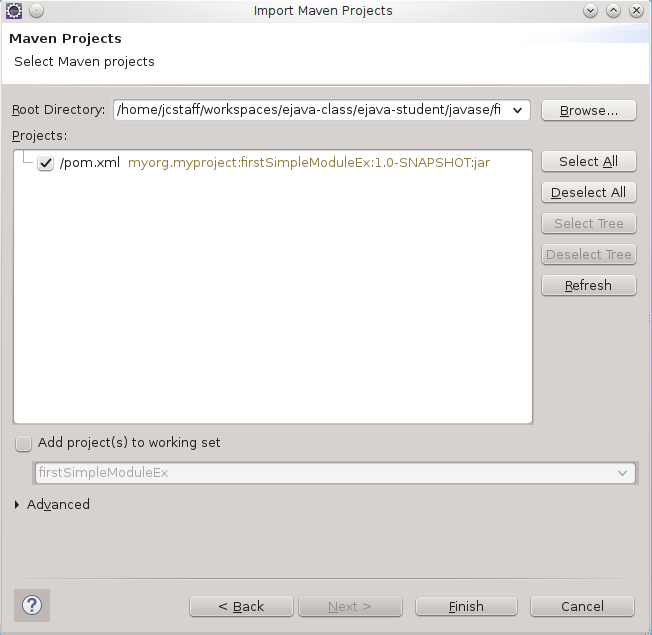 Import Maven Projects
Maven Projects
Select Maven projects
Root Directory: /home/jcstaff/workspaces/ejava-class/ejava-student/javase/fi Browse...
Projects:
/pom.xml myorg.myproject:firstSimpleModuleEx:1.0-SNAPSHOT:jar
Select All
Deselect All
Select Tree
Deselect Tree
Refresh
Add project(s) to working set
firstSimpleModuleEx
Advanced
? < Back Next > Finish Cancel